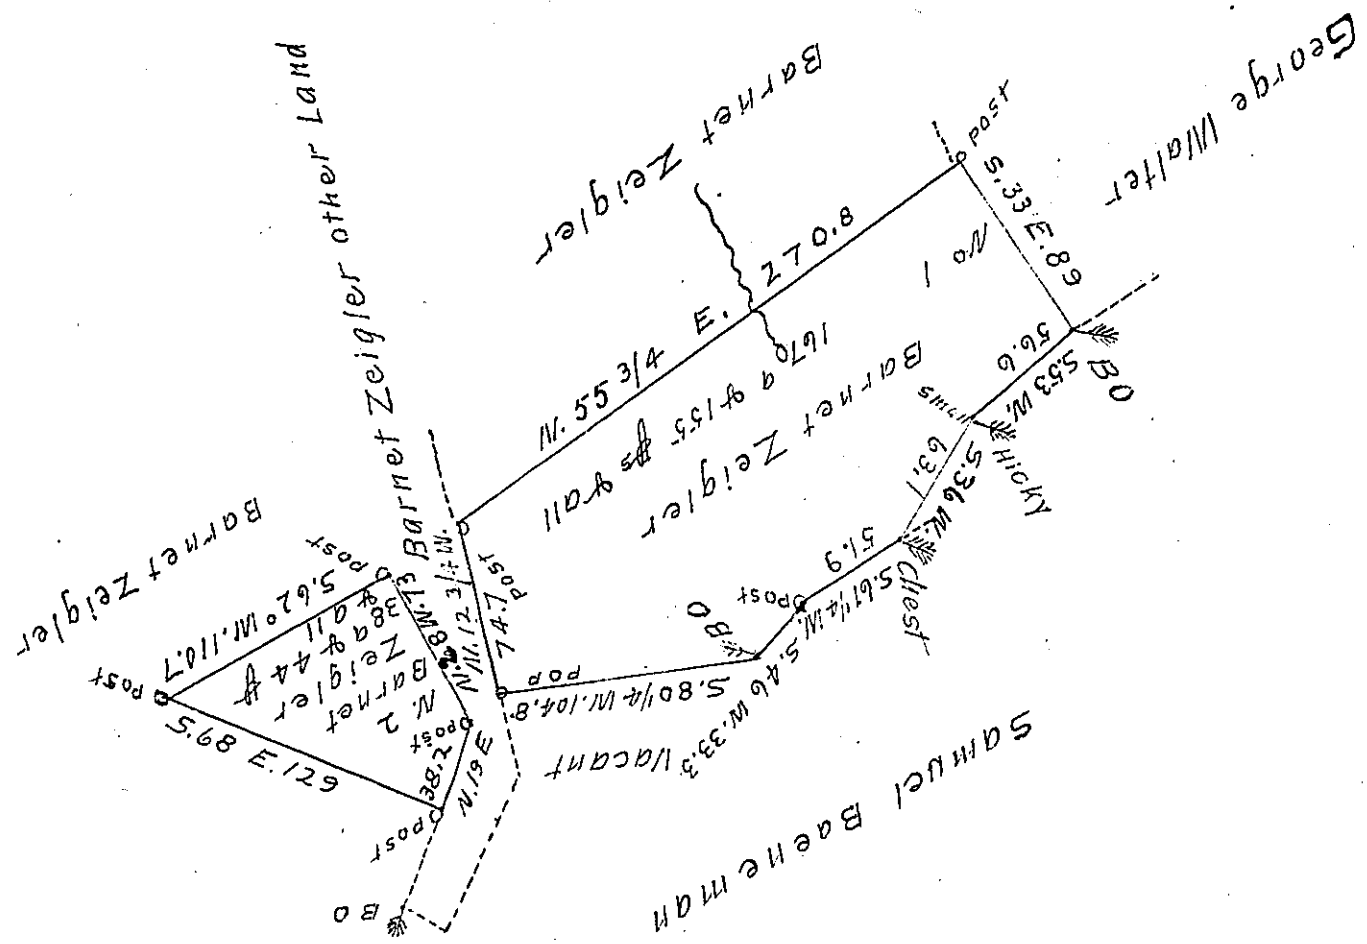 George Walter
Barnet
Zeigler
Barnet Zeigler other Land
Barnet Zeigler
post
S.33 E.89
No 1
N. 55 3/4 E. 270.8
167 a & 155 ps & all
Barnet Zeigler
BO
56.6
S.53 W.
smaw
Hicky
63.1
S.36 W.
Chest
51.9
S.61 1/4 W.
post
S.46 W.33.3
BO
POP
S.80 1/4 W.104.8
74.7 post
N.12 3/4 W.
Vacant
Samuel Baeneman
post
S.62° W.110.7
post
S.68 E.129
N. 2
Barnet
Zeigler
38 a & 44 p
& all
N.28 W.73
post
38.2
N.19 E
post
BO